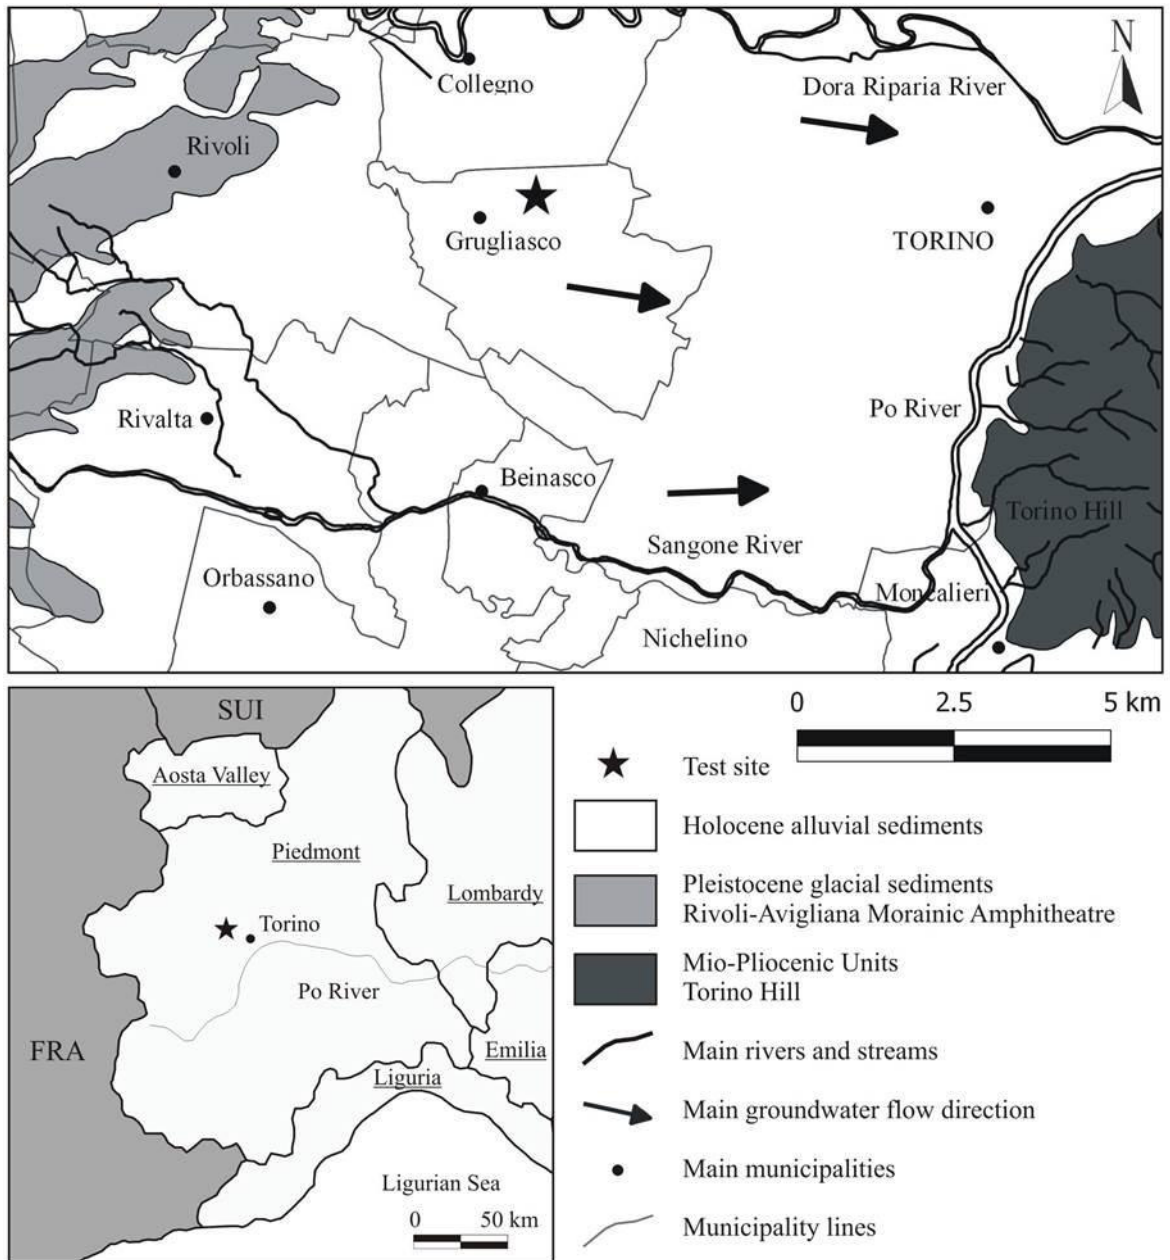 N
Collegno
Dora Riparia River
Rivoli
Grugliasco
TORINO
Rivalta
Po River
Beinasco
Torino Hill
Sangone River
Orbassano
Moncalieri
Nichelino
SUI
Aosta Valley
Piedmont
Lombardy
Torino
Po River
FRA
Emilia
Liguria
Ligurian Sea
0 50 km
0 2.5 5 km
Test site
Holocene alluvial sediments
Pleistocene glacial sediments
Rivoli-Avigliana Morainic Amphitheatre
Mio-Pliocenic Units
Torino Hill
Main rivers and streams
Main groundwater flow direction
Main municipalities
Municipality lines